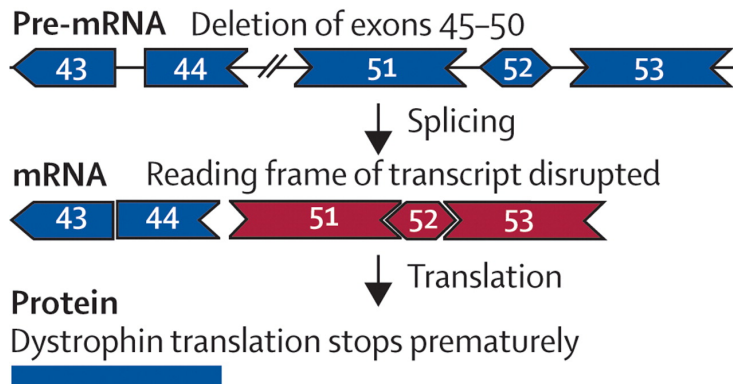 Pre-mRNA Deletion of exons 45–50
43 44 51 52 53
Splicing
mRNA Reading frame of transcript disrupted
43 44 51 52 53
Translation
Protein
Dystrophin translation stops prematurely